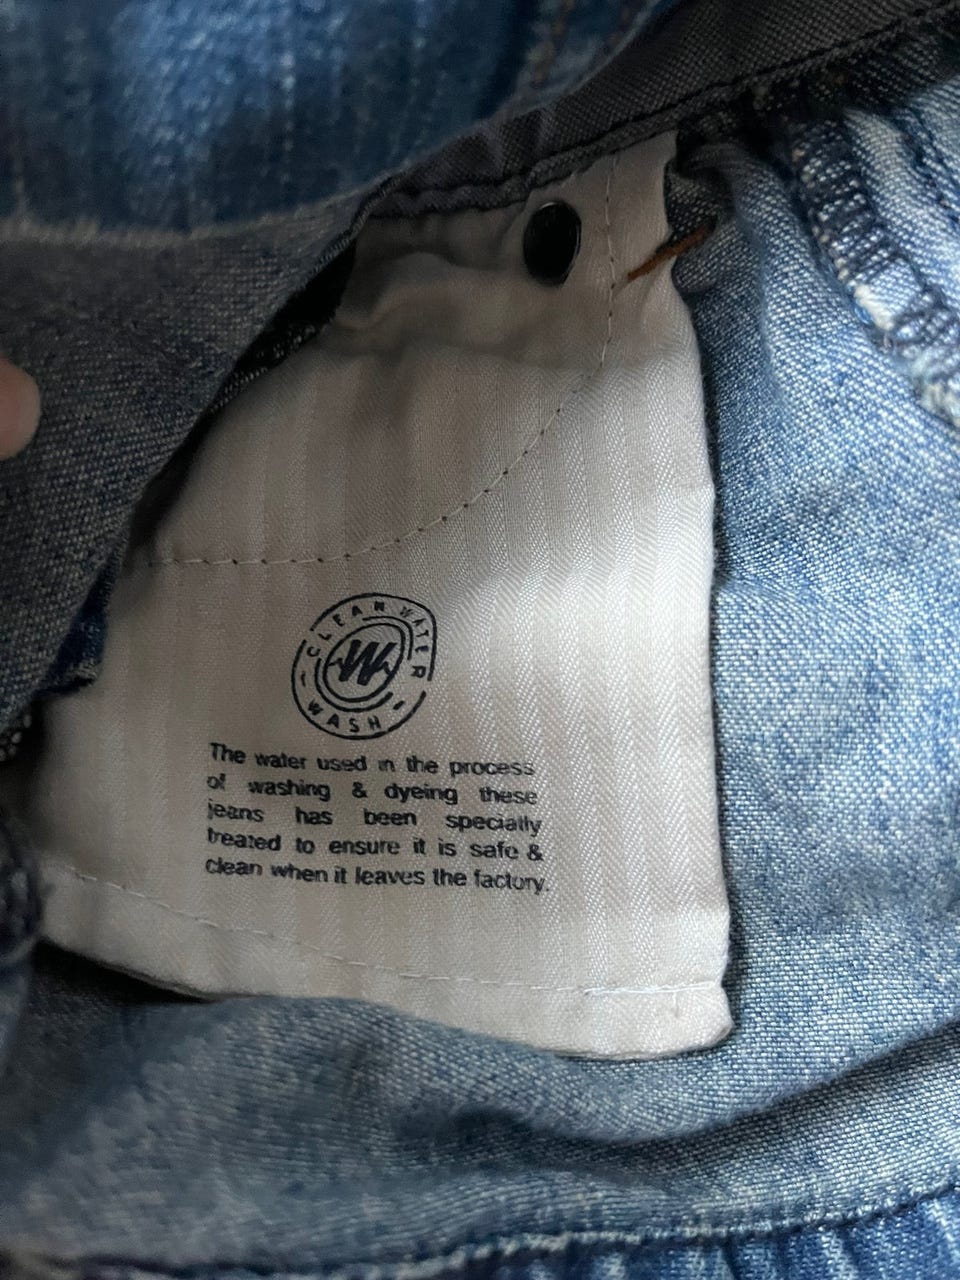 CLEAN WATER
W
WASH
The water used in the process
of washing & dyeing these
jeans has been specially
treated to ensure it is safe &
clean when it leaves the factory.